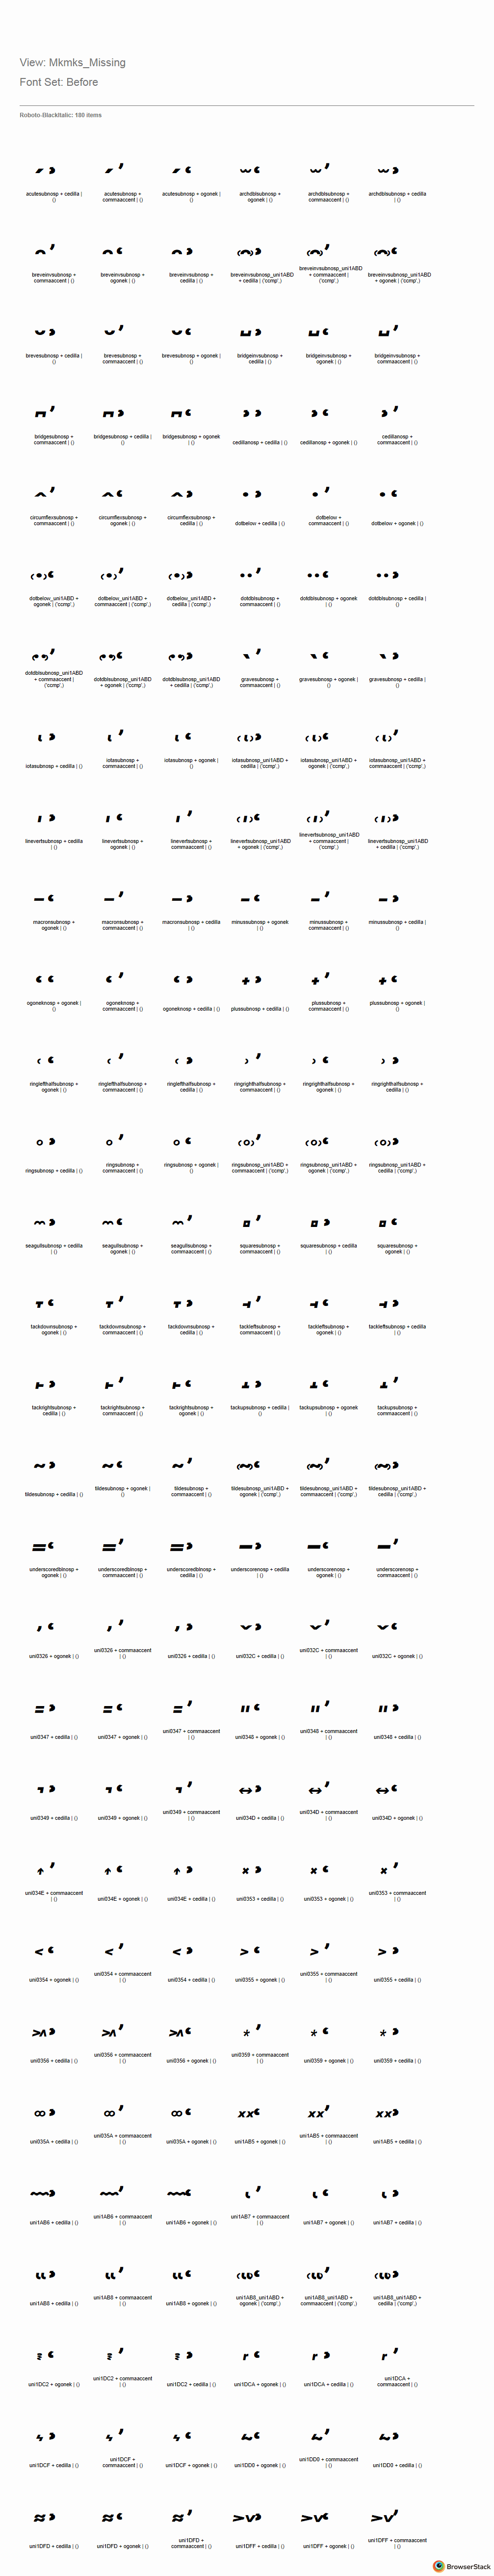 View: Mkmks_Missing
Font Set: Before
Roboto-BlackItalic: 180 items
acutesubnosp + cedilla | ()
acutesubnosp + commaaccent | ()
acutesubnosp + ogonek | ()
archdblsubnosp + ogonek | ()
archdblsubnosp + commaaccent | ()
archdblsubnosp + cedilla | ()
breveinvsubnosp + commaaccent | ()
breveinvsubnosp + ogonek | ()
breveinvsubnosp + cedilla | ()
breveinvsubnosp_uni1ABD + cedilla | ('ccmp',)
breveinvsubnosp_uni1ABD + commaaccent | ('ccmp',)
breveinvsubnosp_uni1ABD + ogonek | ('ccmp',)
brevesubnosp + cedilla | ()
brevesubnosp + commaaccent | ()
brevesubnosp + ogonek | ()
bridgeinvsubnosp + cedilla | ()
bridgeinvsubnosp + ogonek | ()
bridgeinvsubnosp + commaaccent | ()
bridgesubnosp + commaaccent | ()
bridgesubnosp + cedilla | ()
bridgesubnosp + ogonek | ()
cedillanosp + cedilla | ()
cedillanosp + ogonek | ()
cedillanosp + commaaccent | ()
circumflexsubnosp + commaaccent | ()
circumflexsubnosp + ogonek | ()
circumflexsubnosp + cedilla | ()
dotbelow + cedilla | ()
dotbelow + commaaccent | ()
dotbelow + ogonek | ()
dotbelow_uni1ABD + ogonek | ('ccmp',)
dotbelow_uni1ABD + commaaccent | ('ccmp',)
dotbelow_uni1ABD + cedilla | ('ccmp',)
dotdblsubnosp + commaaccent | ()
dotdblsubnosp + ogonek | ()
dotdblsubnosp + cedilla | ()
dotdblsubnosp_uni1ABD + commaaccent | ('ccmp',)
dotdblsubnosp_uni1ABD + ogonek | ('ccmp',)
dotdblsubnosp_uni1ABD + cedilla | ('ccmp',)
gravesubnosp + commaaccent | ()
gravesubnosp + ogonek | ()
gravesubnosp + cedilla | ()
iotasubnosp + cedilla | ()
iotasubnosp + commaaccent | ()
iotasubnosp + ogonek | ()
iotasubnosp_uni1ABD + cedilla | ('ccmp',)
iotasubnosp_uni1ABD + ogonek | ('ccmp',)
iotasubnosp_uni1ABD + commaaccent | ('ccmp',)
linevertsubnosp + cedilla | ()
linevertsubnosp + ogonek | ()
linevertsubnosp + commaaccent | ()
linevertsubnosp_uni1ABD + ogonek | ('ccmp',)
linevertsubnosp_uni1ABD + commaaccent | ('ccmp',)
linevertsubnosp_uni1ABD + cedilla | ('ccmp',)
macronsubnosp + ogonek | ()
macronsubnosp + commaaccent | ()
macronsubnosp + cedilla | ()
minussubnosp + ogonek | ()
minussubnosp + commaaccent | ()
minussubnosp + cedilla | ()
ogoneknosp + ogonek | ()
ogoneknosp + commaaccent | ()
ogoneknosp + cedilla | ()
plussubnosp + cedilla | ()
plussubnosp + commaaccent | ()
plussubnosp + ogonek | ()
ringlefthalfsubnosp + ogonek | ()
ringlefthalfsubnosp + commaaccent | ()
ringlefthalfsubnosp + cedilla | ()
ringrighthalfsubnosp + commaaccent | ()
ringrighthalfsubnosp + ogonek | ()
ringrighthalfsubnosp + cedilla | ()
ringsubnosp + cedilla | ()
ringsubnosp + commaaccent | ()
ringsubnosp + ogonek | ()
ringsubnosp_uni1ABD + commaaccent | ('ccmp',)
ringsubnosp_uni1ABD + ogonek | ('ccmp',)
ringsubnosp_uni1ABD + cedilla | ('ccmp',)
seagullsubnosp + cedilla | ()
seagullsubnosp + ogonek | ()
seagullsubnosp + commaaccent | ()
squaresubnosp + commaaccent | ()
squaresubnosp + cedilla | ()
squaresubnosp + ogonek | ()
tackdownsubnosp + ogonek | ()
tackdownsubnosp + commaaccent | ()
tackdownsubnosp + cedilla | ()
tackleftsubnosp + commaaccent | ()
tackleftsubnosp + ogonek | ()
tackleftsubnosp + cedilla | ()
tackrightsubnosp + cedilla | ()
tackrightsubnosp + commaaccent | ()
tackrightsubnosp + ogonek | ()
tackupsubnosp + cedilla | ()
tackupsubnosp + ogonek | ()
tackupsubnosp + commaaccent | ()
tildesubnosp + cedilla | ()
tildesubnosp + ogonek | ()
tildesubnosp + commaaccent | ()
tildesubnosp_uni1ABD + ogonek | ('ccmp',)
tildesubnosp_uni1ABD + commaaccent | ('ccmp',)
tildesubnosp_uni1ABD + cedilla | ('ccmp',)
underscoredblnosp + ogonek | ()
underscoredblnosp + commaaccent | ()
underscoredblnosp + cedilla | ()
underscorenosp + cedilla | ()
underscorenosp + ogonek | ()
underscorenosp + commaaccent | ()
uni0326 + ogonek | ()
uni0326 + commaaccent | ()
uni0326 + cedilla | ()
uni032C + cedilla | ()
uni032C + commaaccent | ()
uni032C + ogonek | ()
uni0347 + cedilla | ()
uni0347 + ogonek | ()
uni0347 + commaaccent | ()
uni0348 + ogonek | ()
uni0348 + commaaccent | ()
uni0348 + cedilla | ()
uni0349 + cedilla | ()
uni0349 + ogonek | ()
uni0349 + commaaccent | ()
uni034D + cedilla | ()
uni034D + commaaccent | ()
uni034D + ogonek | ()
uni034E + commaaccent | ()
uni034E + ogonek | ()
uni034E + cedilla | ()
uni0353 + cedilla | ()
uni0353 + ogonek | ()
uni0353 + commaaccent | ()
uni0354 + ogonek | ()
uni0354 + commaaccent | ()
uni0354 + cedilla | ()
uni0355 + ogonek | ()
uni0355 + commaaccent | ()
uni0355 + cedilla | ()
uni0356 + cedilla | ()
uni0356 + commaaccent | ()
uni0356 + ogonek | ()
uni0359 + commaaccent | ()
uni0359 + ogonek | ()
uni0359 + cedilla | ()
uni035A + cedilla | ()
uni035A + commaaccent | ()
uni035A + ogonek | ()
uni1AB5 + ogonek | ()
uni1AB5 + commaaccent | ()
uni1AB5 + cedilla | ()
uni1AB6 + cedilla | ()
uni1AB6 + commaaccent | ()
uni1AB6 + ogonek | ()
uni1AB7 + commaaccent | ()
uni1AB7 + ogonek | ()
uni1AB7 + cedilla | ()
uni1AB8 + cedilla | ()
uni1AB8 + commaaccent | ()
uni1AB8 + ogonek | ()
uni1AB8_uni1ABD + ogonek | ('ccmp',)
uni1AB8_uni1ABD + commaaccent | ('ccmp',)
uni1AB8_uni1ABD + cedilla | ('ccmp',)
uni1DC2 + ogonek | ()
uni1DC2 + commaaccent | ()
uni1DC2 + cedilla | ()
uni1DCA + ogonek | ()
uni1DCA + cedilla | ()
uni1DCA + commaaccent | ()
uni1DCF + cedilla | ()
uni1DCF + commaaccent | ()
uni1DCF + ogonek | ()
uni1DD0 + ogonek | ()
uni1DD0 + commaaccent | ()
uni1DD0 + cedilla | ()
uni1DFD + cedilla | ()
uni1DFD + ogonek | ()
uni1DFD + commaaccent | ()
uni1DFF + cedilla | ()
uni1DFF + ogonek | ()
uni1DFF + commaaccent | ()
BrowserStack